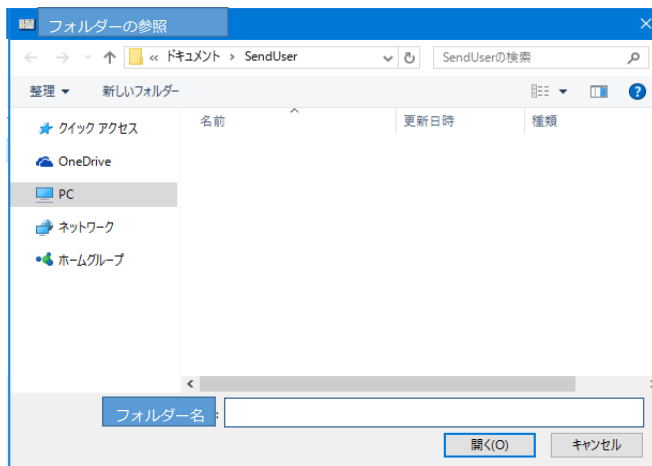 フォルダーの参照
« ドキュメント › SendUser SendUserの検索
整理 新しいフォルダー
名前 更新日時 種類
クイック アクセス
OneDrive
PC
ネットワーク
ホームグループ
フォルダー名 :
開く(O) キャンセル